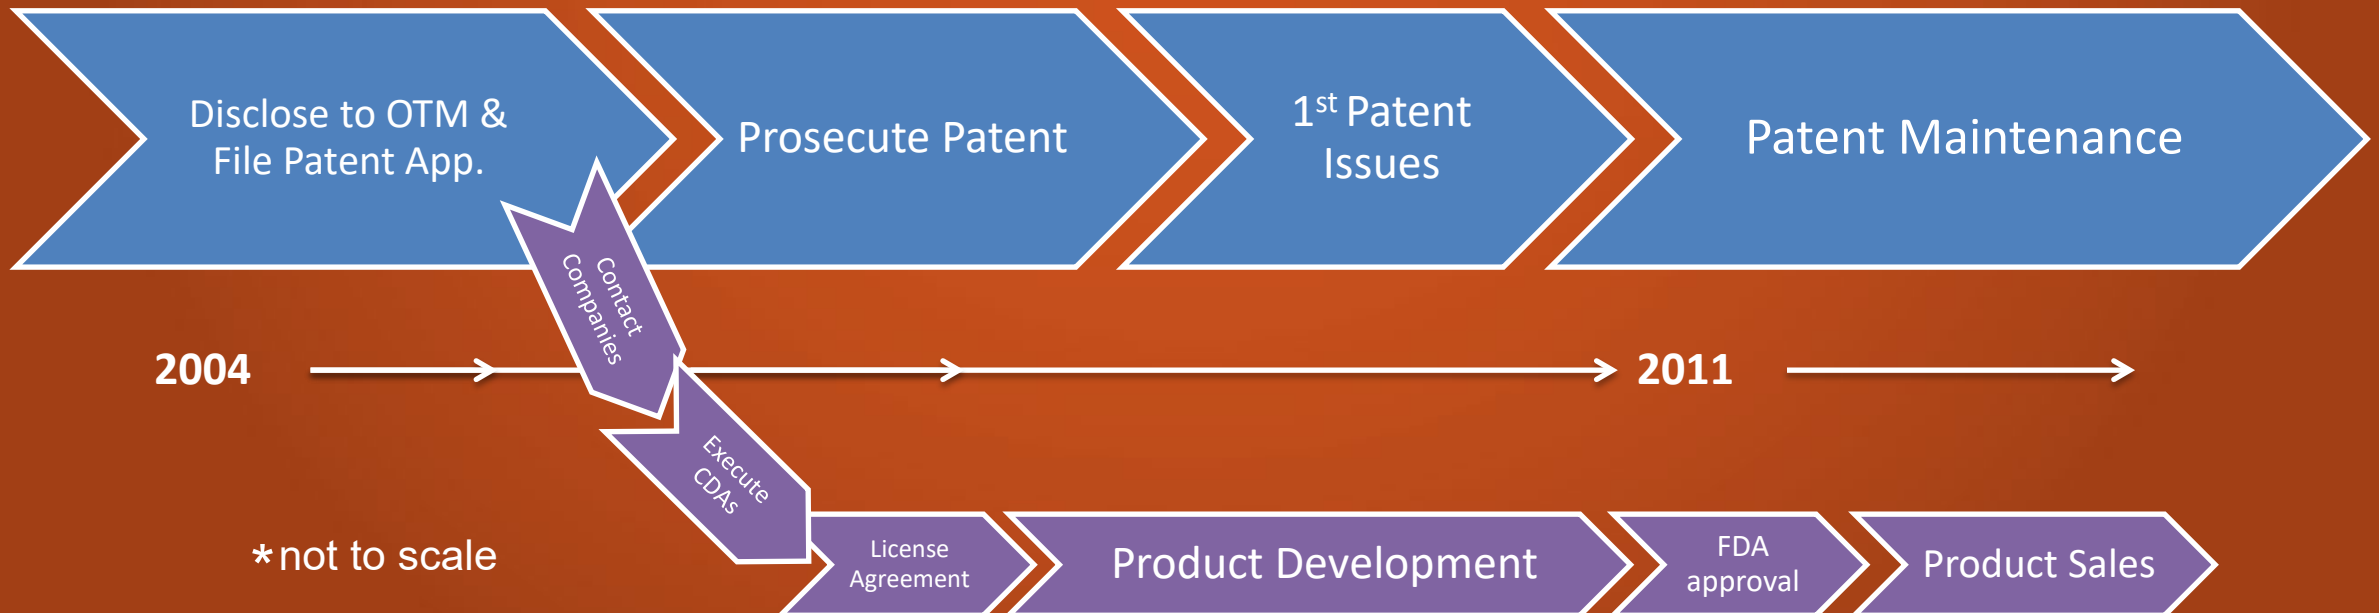 Disclose to OTM &
File Patent App.
Prosecute Patent
1st Patent
Issues
Patent Maintenance
Contact
Companies
2004
2011
Execute
CDAs
*not to scale
License
Agreement
Product Development
FDA
approval
Product Sales